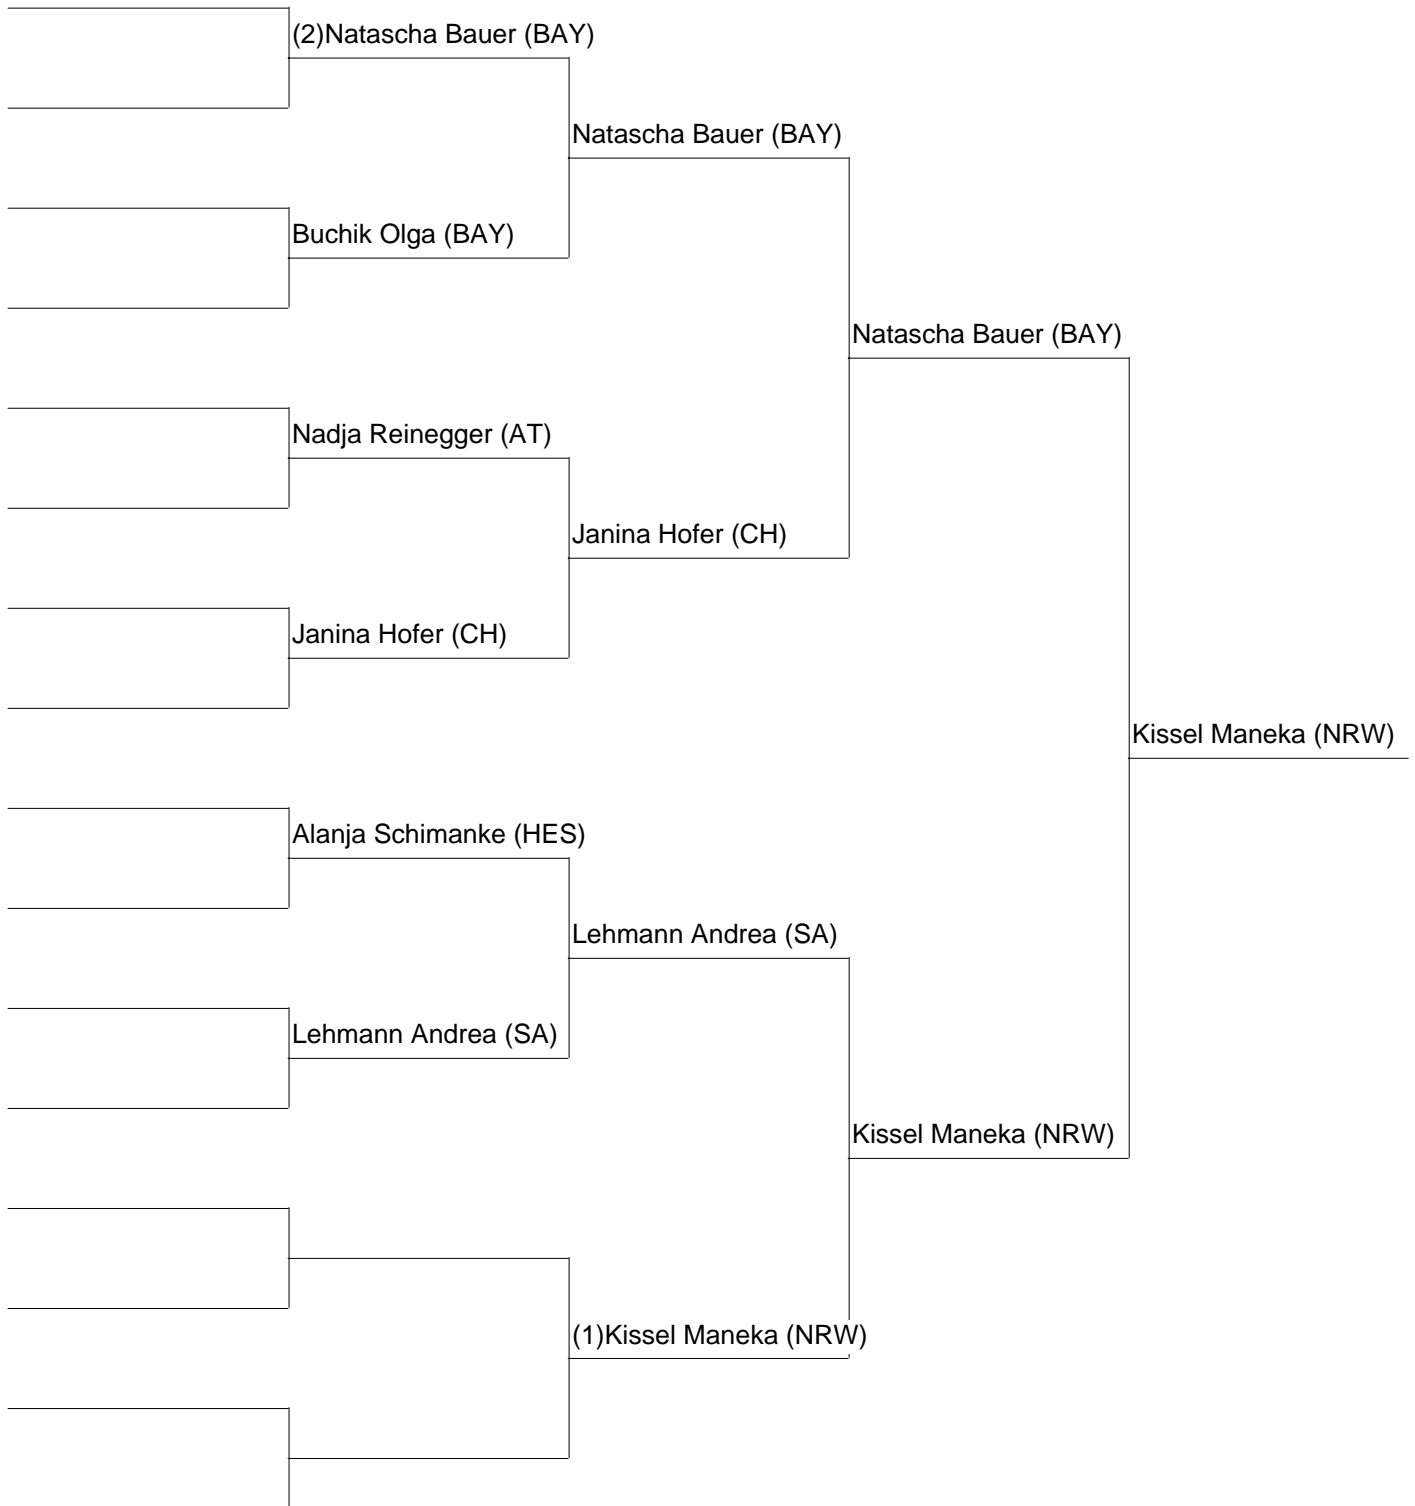 (2)Natascha Bauer (BAY)
Natascha Bauer (BAY)
Buchik Olga (BAY)
Natascha Bauer (BAY)
Nadja Reinegger (AT)
Janina Hofer (CH)
Janina Hofer (CH)
Kissel Maneka (NRW)
Alanja Schimanke (HES)
Lehmann Andrea (SA)
Lehmann Andrea (SA)
Kissel Maneka (NRW)
(1)Kissel Maneka (NRW)